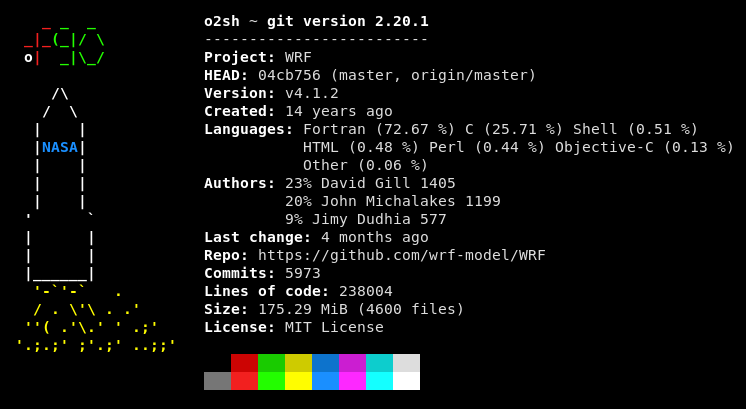 o2sh ~ git version 2.20.1
-------------------------
Project: WRF
HEAD: 04cb756 (master, origin/master)
Version: v4.1.2
Created: 14 years ago
Languages: Fortran (72.67 %) C (25.71 %) Shell (0.51 %)
HTML (0.48 %) Perl (0.44 %) Objective-C (0.13 %)
Other (0.06 %)
Authors: 23% David Gill 1405
20% John Michalakes 1199
9% Jimy Dudhia 577
Last change: 4 months ago
Repo: https://github.com/wrf-model/WRF
Commits: 5973
Lines of code: 238004
Size: 175.29 MiB (4600 files)
License: MIT License
NASA